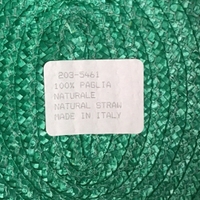 203-5461
100% PAGLIA
NATURALE
NATURAL STRAW
MADE IN ITALY